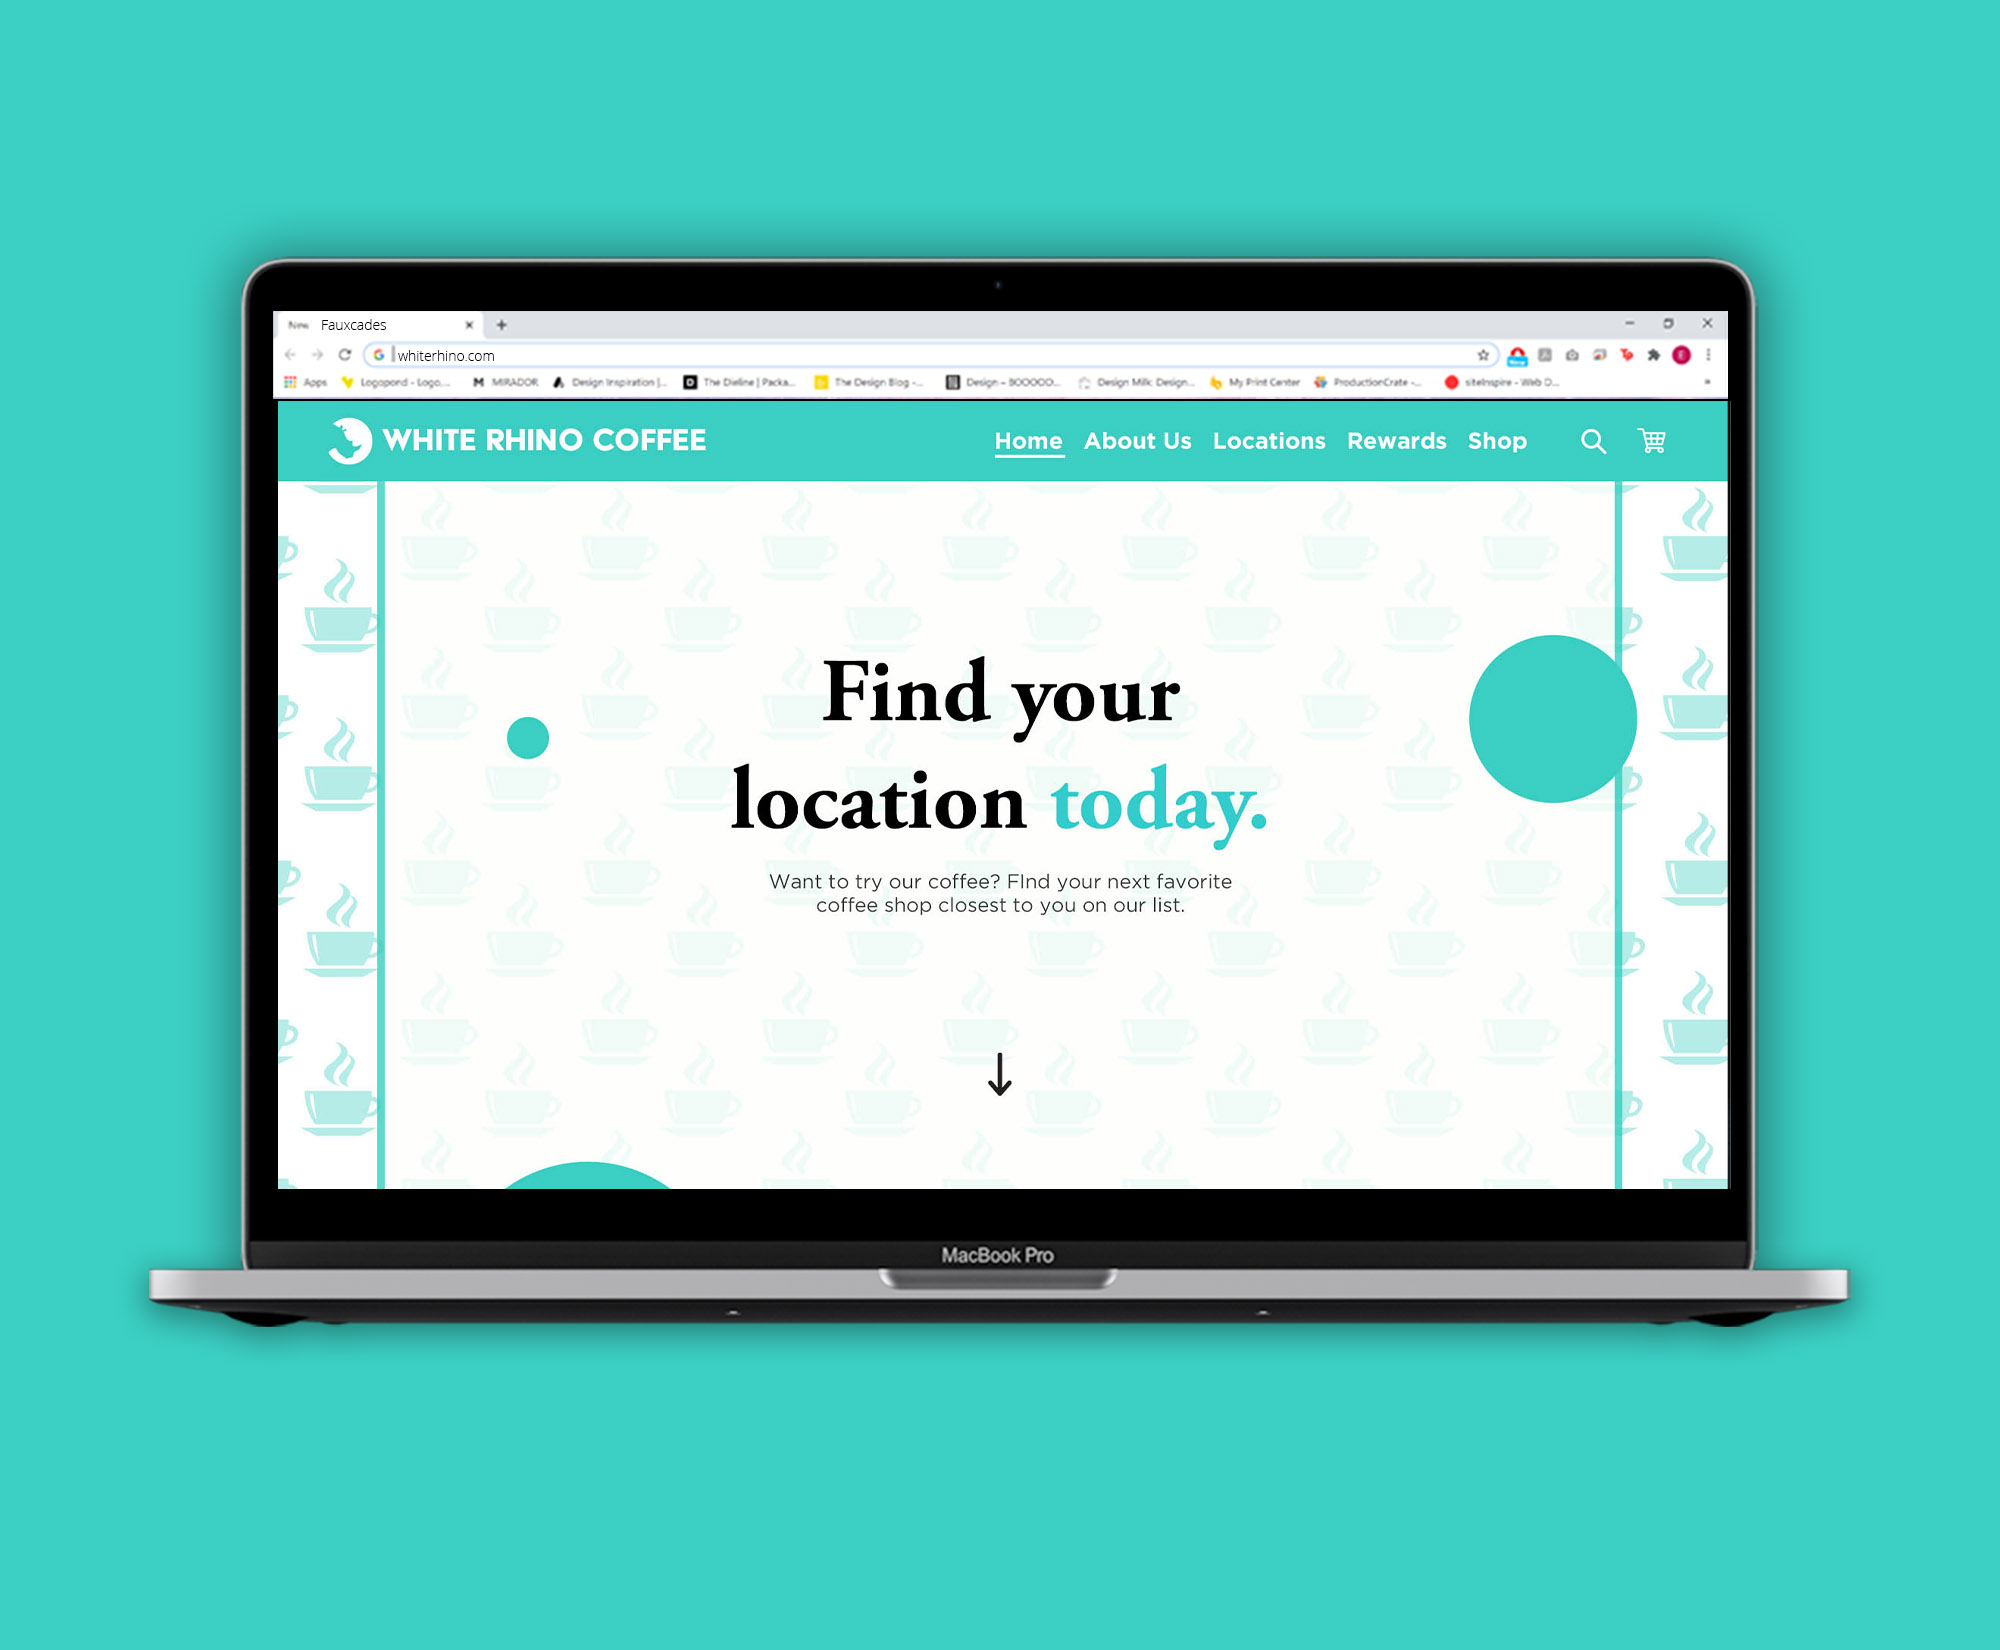 New Fauxcades
whiterhino.com
Apps Logopond - Logo,... MIRADOR Design Inspiration |... The Dieline | Packa... The Design Blog -... Design – BOOOOO... Design Milk: Design... My Print Center ProductionCrate -... siteInspire - Web D... »
WHITE RHINO COFFEE
Home About Us Locations Rewards Shop
Find your
location today.
Want to try our coffee? FInd your next favorite
coffee shop closest to you on our list.
MacBook Pro